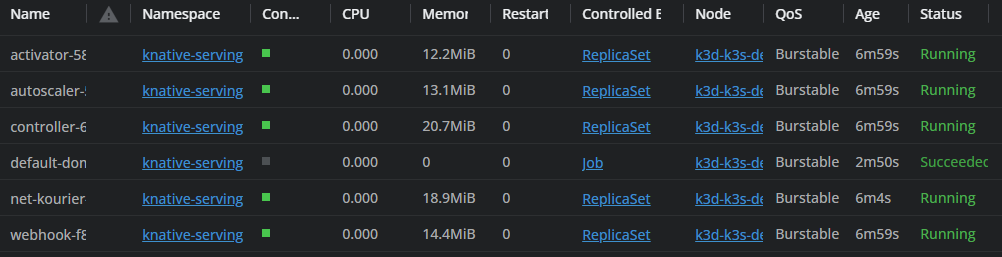 Name Namespace Con... CPU Memor Restart Controlled B Node QoS Age Status
activator-58 knative-serving 0.000 12.2MiB 0 ReplicaSet k3d-k3s-de Burstable 6m59s Running
autoscaler-5 knative-serving 0.000 13.1MiB 0 ReplicaSet k3d-k3s-de Burstable 6m59s Running
controller-6 knative-serving 0.000 20.7MiB 0 ReplicaSet k3d-k3s-de Burstable 6m59s Running
default-don knative-serving 0.000 0 0 Job k3d-k3s-de Burstable 2m50s Succeeded
net-kourier- knative-serving 0.000 18.9MiB 0 ReplicaSet k3d-k3s-de Burstable 6m4s Running
webhook-f8 knative-serving 0.000 14.4MiB 0 ReplicaSet k3d-k3s-de Burstable 6m59s Running